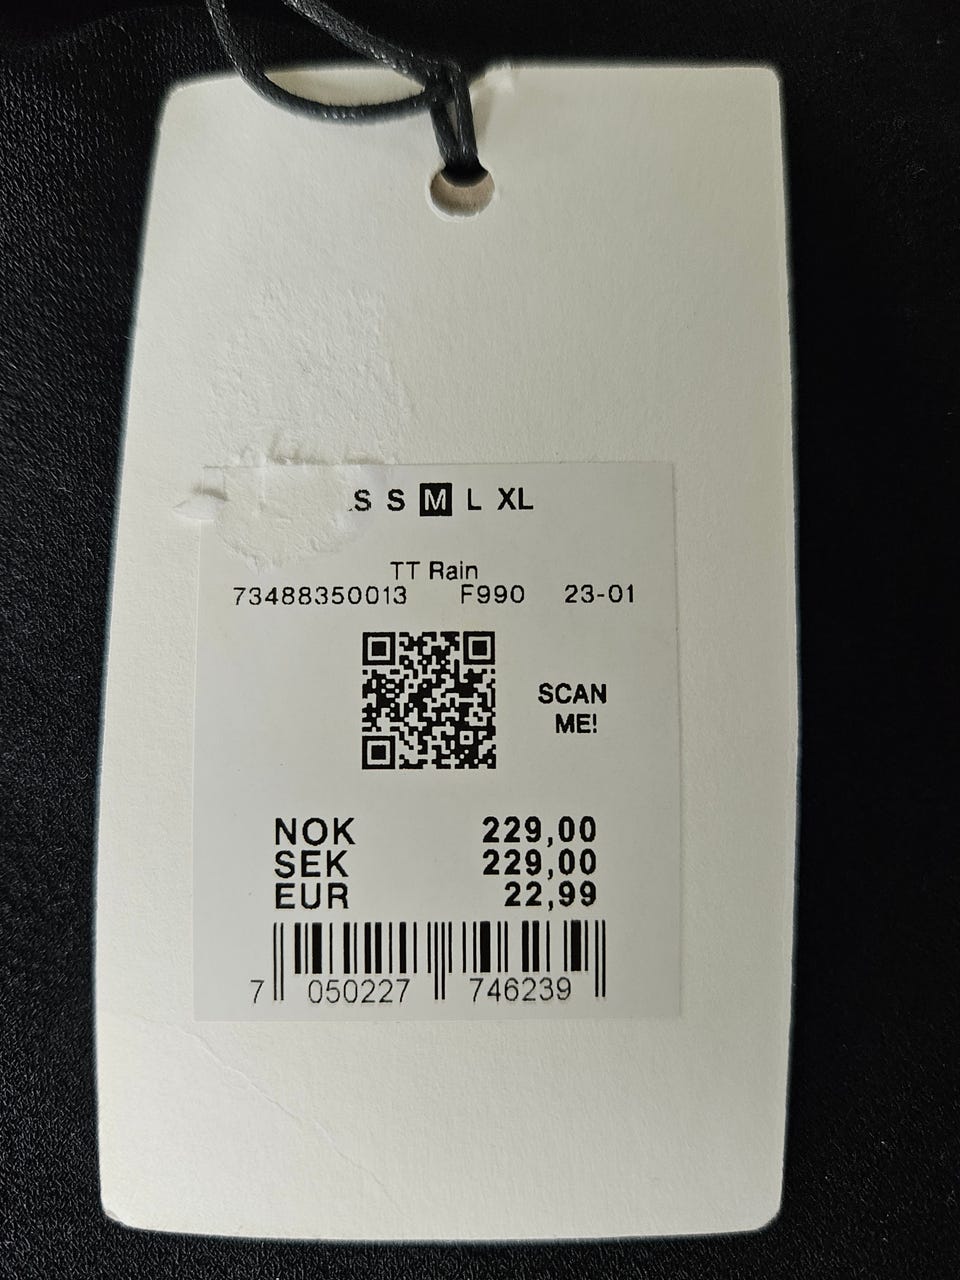 S S M L XL
TT Rain
73488350013 F990 23-01
SCAN
ME!
NOK 229,00
SEK 229,00
EUR 22,99
7 050227 746239